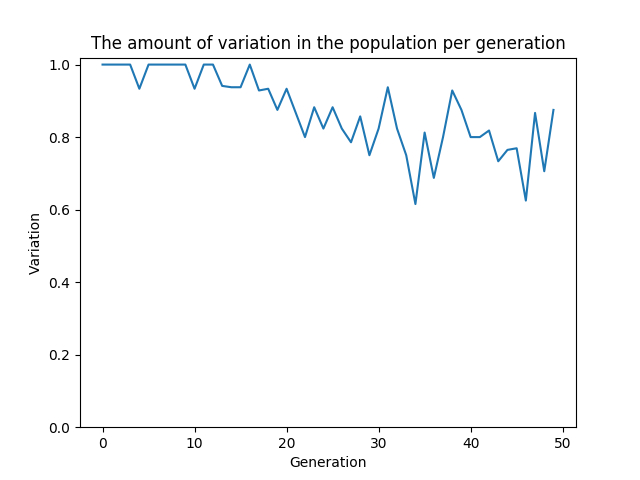 The amount of variation in the population per generation
1.0
0.8
0.6
0.4
0.2
0.0
Variation
0 10 20 30 40 50
Generation